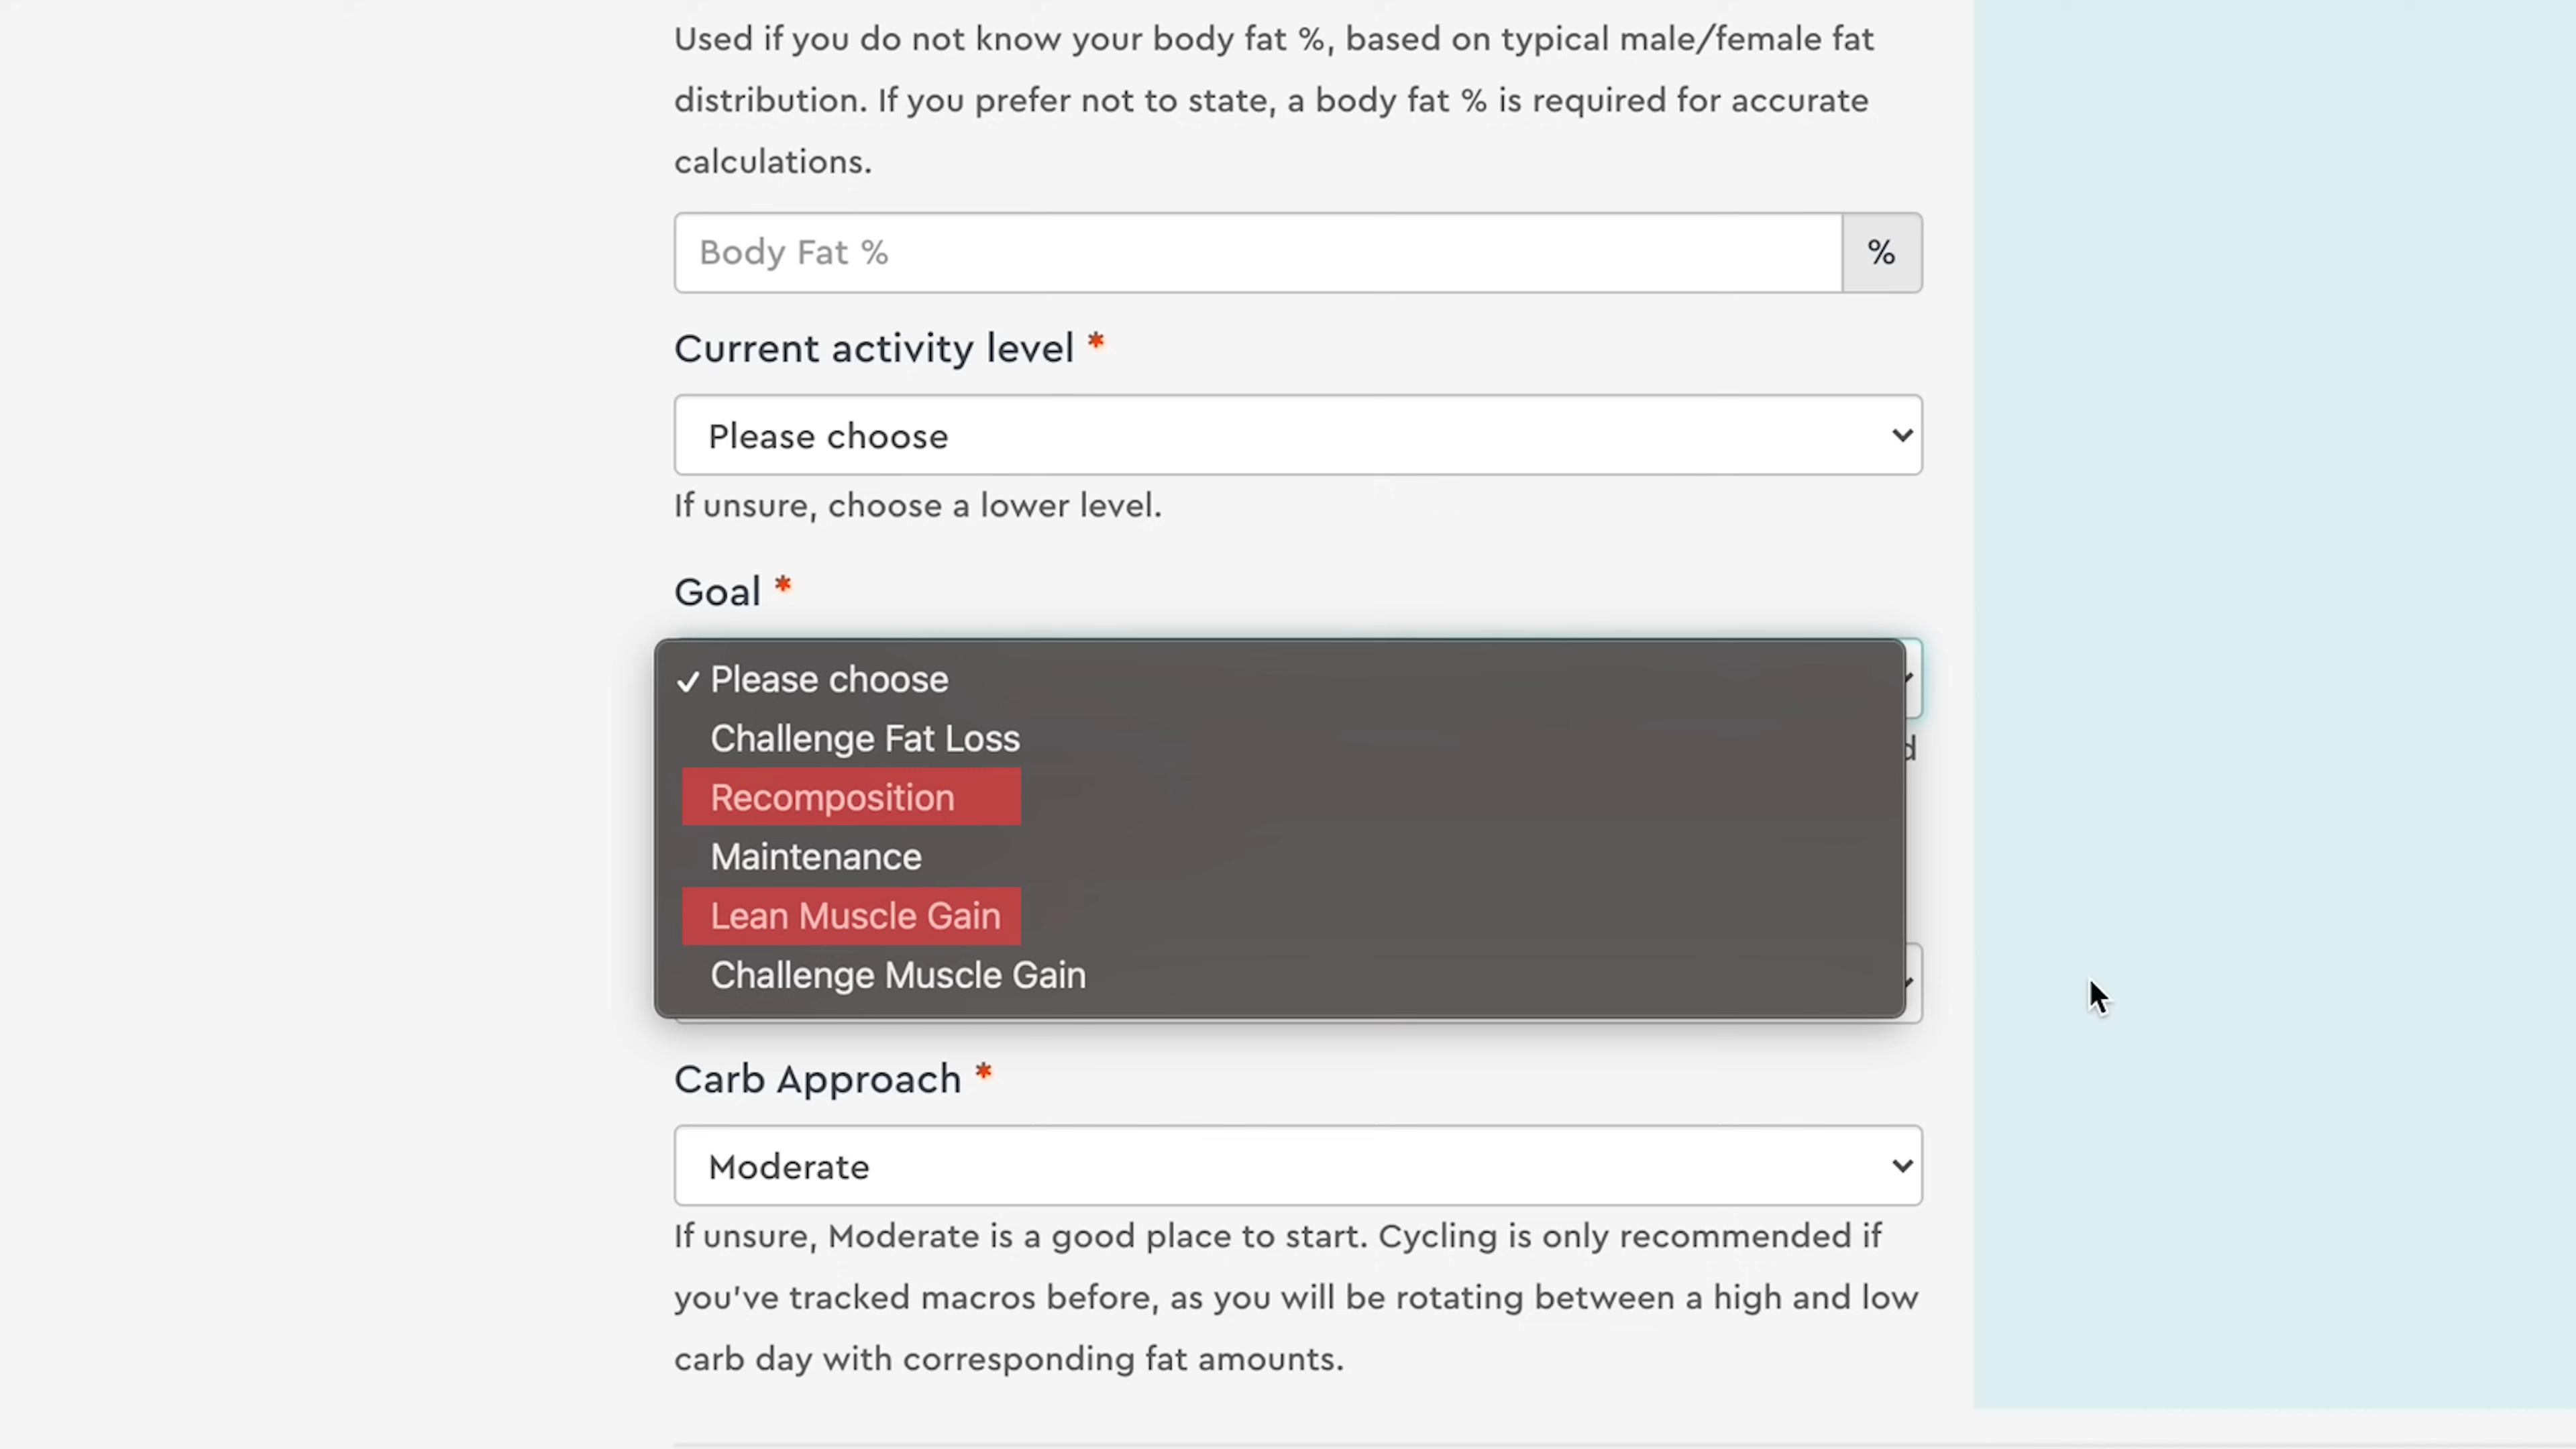 Used if you do not know your body fat %, based on typical male/female fat
distribution. If you prefer not to state, a body fat % is required for accurate
calculations.
Body Fat %
%
Current activity level *
Please choose
If unsure, choose a lower level.
Goal *
✓ Please choose
Challenge Fat Loss
Recomposition
Maintenance
Lean Muscle Gain
Challenge Muscle Gain
Carb Approach *
Moderate
If unsure, Moderate is a good place to start. Cycling is only recommended if
you've tracked macros before, as you will be rotating between a high and low
carb day with corresponding fat amounts.